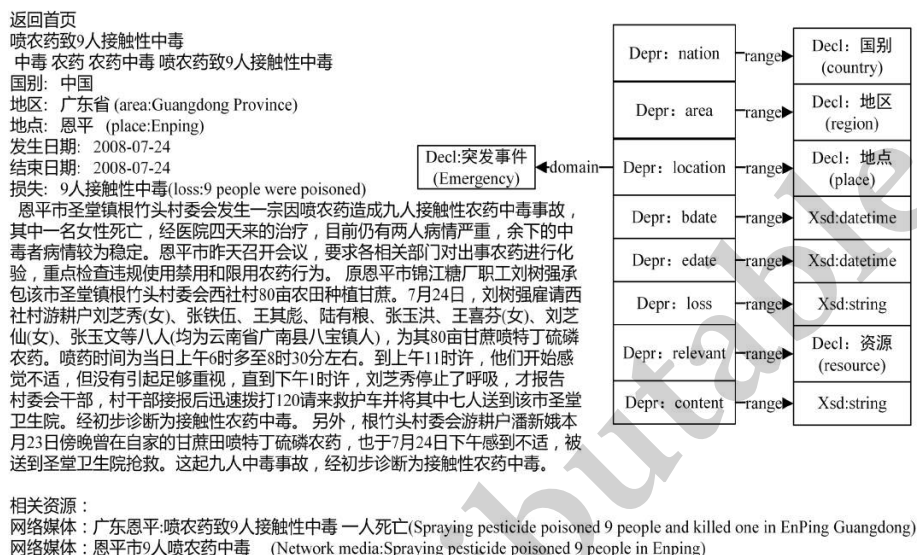 返回首页
喷农药致9人接触性中毒
中毒 农药 农药中毒 喷农药致9人接触性中毒
国别: 中国
地区: 广东省 (area:Guangdong Province)
地点: 恩平 (place:Enping)
发生日期: 2008-07-24
结束日期: 2008-07-24
损失: 9人接触性中毒(loss:9 people were poisoned)
恩平市圣堂镇根竹头村委会发生一宗因喷农药造成九人接触性农药中毒事故，
其中一名女性死亡，经医院四天来的治疗，目前仍有两人病情严重，余下的中
毒者病情较为稳定。恩平市昨天召开会议，要求各相关部门对出事农药进行化
验，重点检查违规使用禁用和限用农药行为。 原恩平市锦江糖厂职工刘树强承
包该市圣堂镇根竹头村委会西社村80亩农田种植甘蔗。7月24日，刘树强雇请西
社村游耕户刘芝秀(女)、张铁伍、王其彪、陆有粮、张玉洪、王喜芬(女)、刘芝
仙(女)、张玉文等八人(均为云南省广南县八宝镇人)，为其80亩甘蔗喷特丁硫磷
农药。喷药时间为当日上午6时多至8时30分左右。到上午11时许，他们开始感
觉不适，但没有引起足够重视，直到下午1时许，刘芝秀停止了呼吸，才报告
村委会干部，村干部接报后迅速拨打120请来救护车并将其中七人送到该市圣堂
卫生院。经初步诊断为接触性农药中毒。 另外，根竹头村委会游耕户潘新娥本
月23日傍晚曾在自家的甘蔗田喷特丁硫磷农药，也于7月24日下午感到不适，被
送到圣堂卫生院抢救。这起九人中毒事故，经初步诊断为接触性农药中毒。
相关资源：
网络媒体：广东恩平:喷农药致9人接触性中毒 一人死亡(Spraying pesticide poisoned 9 people and killed one in EnPing Guangdong)
网络媒体：恩平市9人喷农药中毒 (Network media:Spraying pesticide poisoned 9 people in Enping)
Decl:突发事件
(Emergency)
domain
Depr: nation
range
Decl: 国别
(country)
Depr: area
range
Decl: 地区
(region)
Depr: location
range
Decl: 地点
(place)
Depr: bdate
range
Xsd:datetime
Depr: edate
range
Xsd:datetime
Depr: loss
range
Xsd:string
Depr: relevant
range
Decl: 资源
(resource)
Depr: content
range
Xsd:string